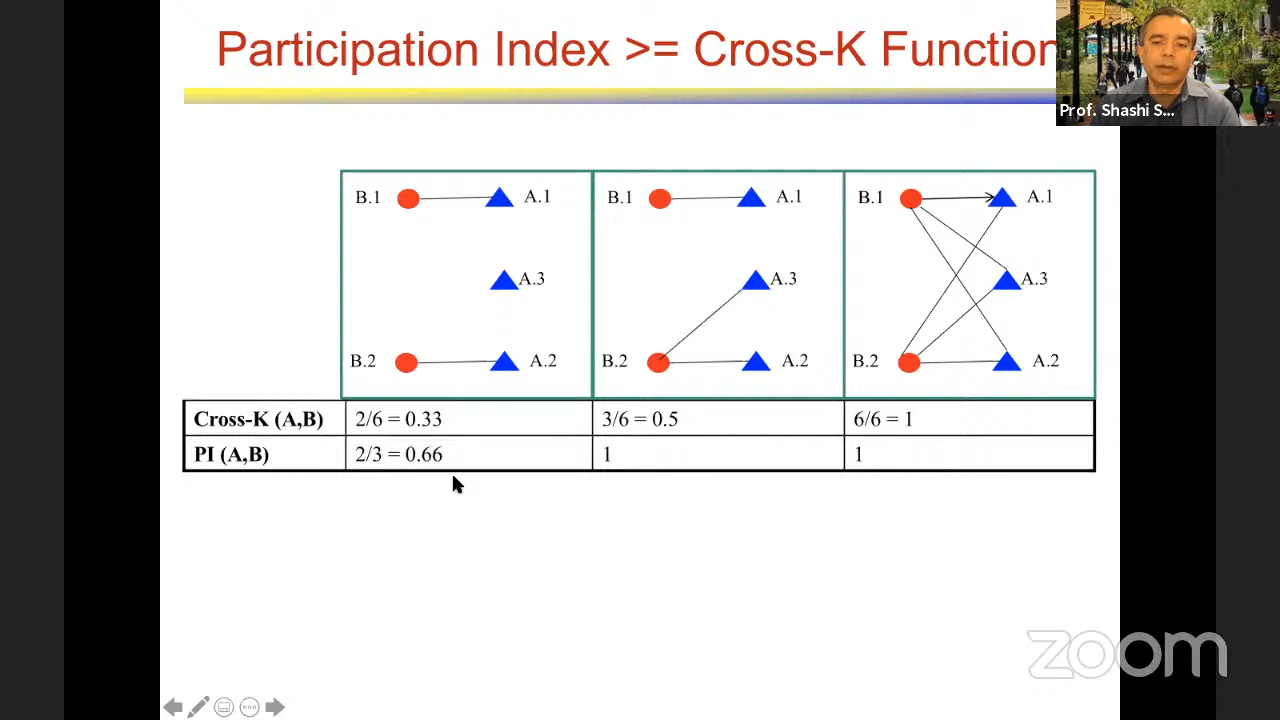 Participation Index >= Cross-K Function
Prof. Shashi S...
B.1 A.1 B.1 A.1 B.1 A.1
A.3 A.3 A.3
B.2 A.2 B.2 A.2 B.2 A.2
Cross-K (A,B) 2/6 = 0.33 3/6 = 0.5 6/6 = 1
PI (A,B) 2/3 = 0.66 1 1
zoom